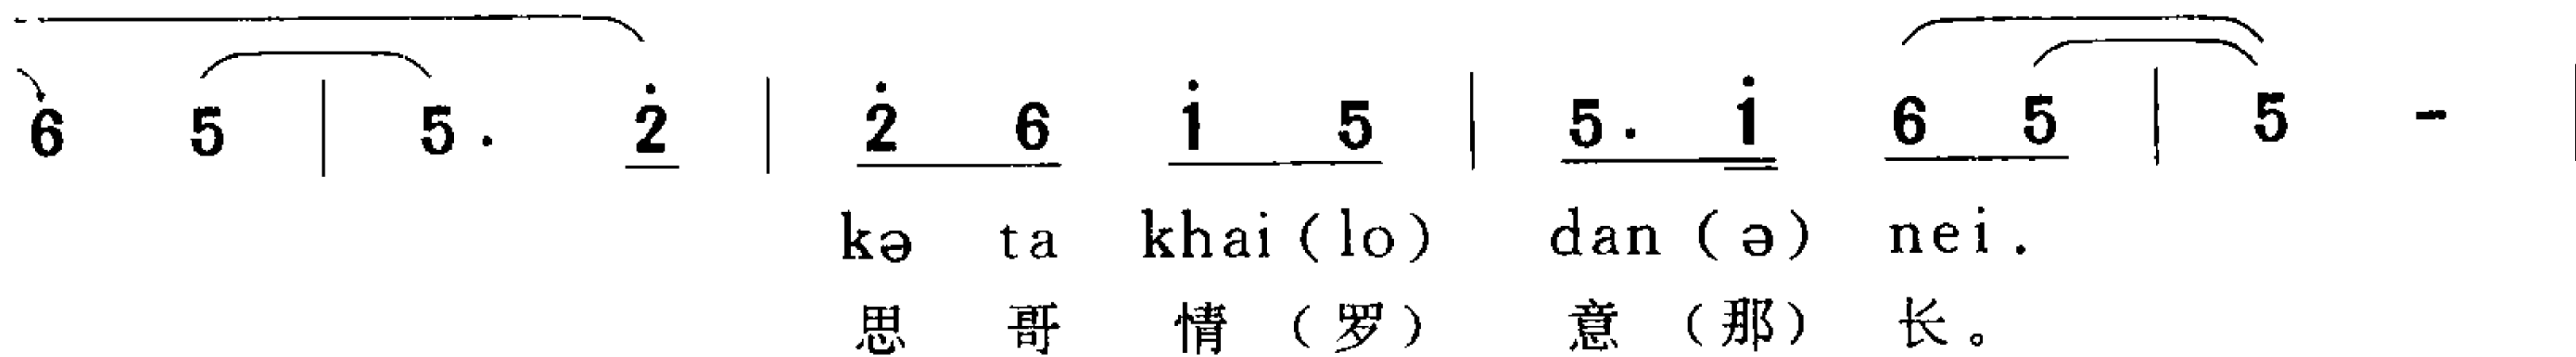 6 5 | 5. 2̇ | 2̇ 6 1̇ 5 | 5. 1̇ 6 5 | 5 - |
kə ta khai (lo) dan (ə) nei.
思 哥 情 (罗) 意 (那) 长。